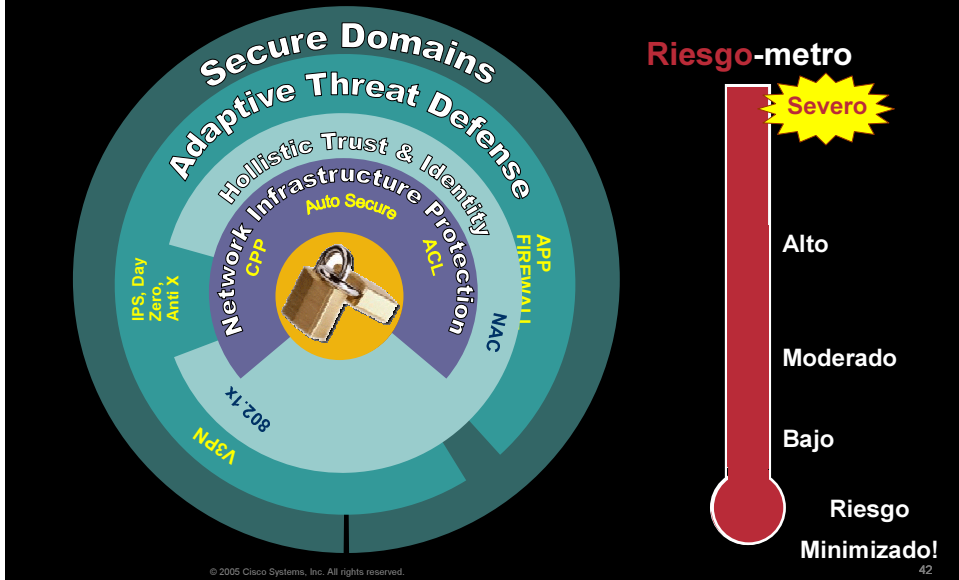 Secure Domains
Adaptive Threat Defense
Hollistic Trust & Identity
Network Infrastructure Protection
Auto Secure
CPP
ACL
APP
FIREWALL
IPS, Day
Zero,
Anti X
NAC
802.1x
V3PN
Riesgo-metro
Severo
Alto
Moderado
Bajo
Riesgo
Minimizado!
© 2005 Cisco Systems, Inc. All rights reserved.
42